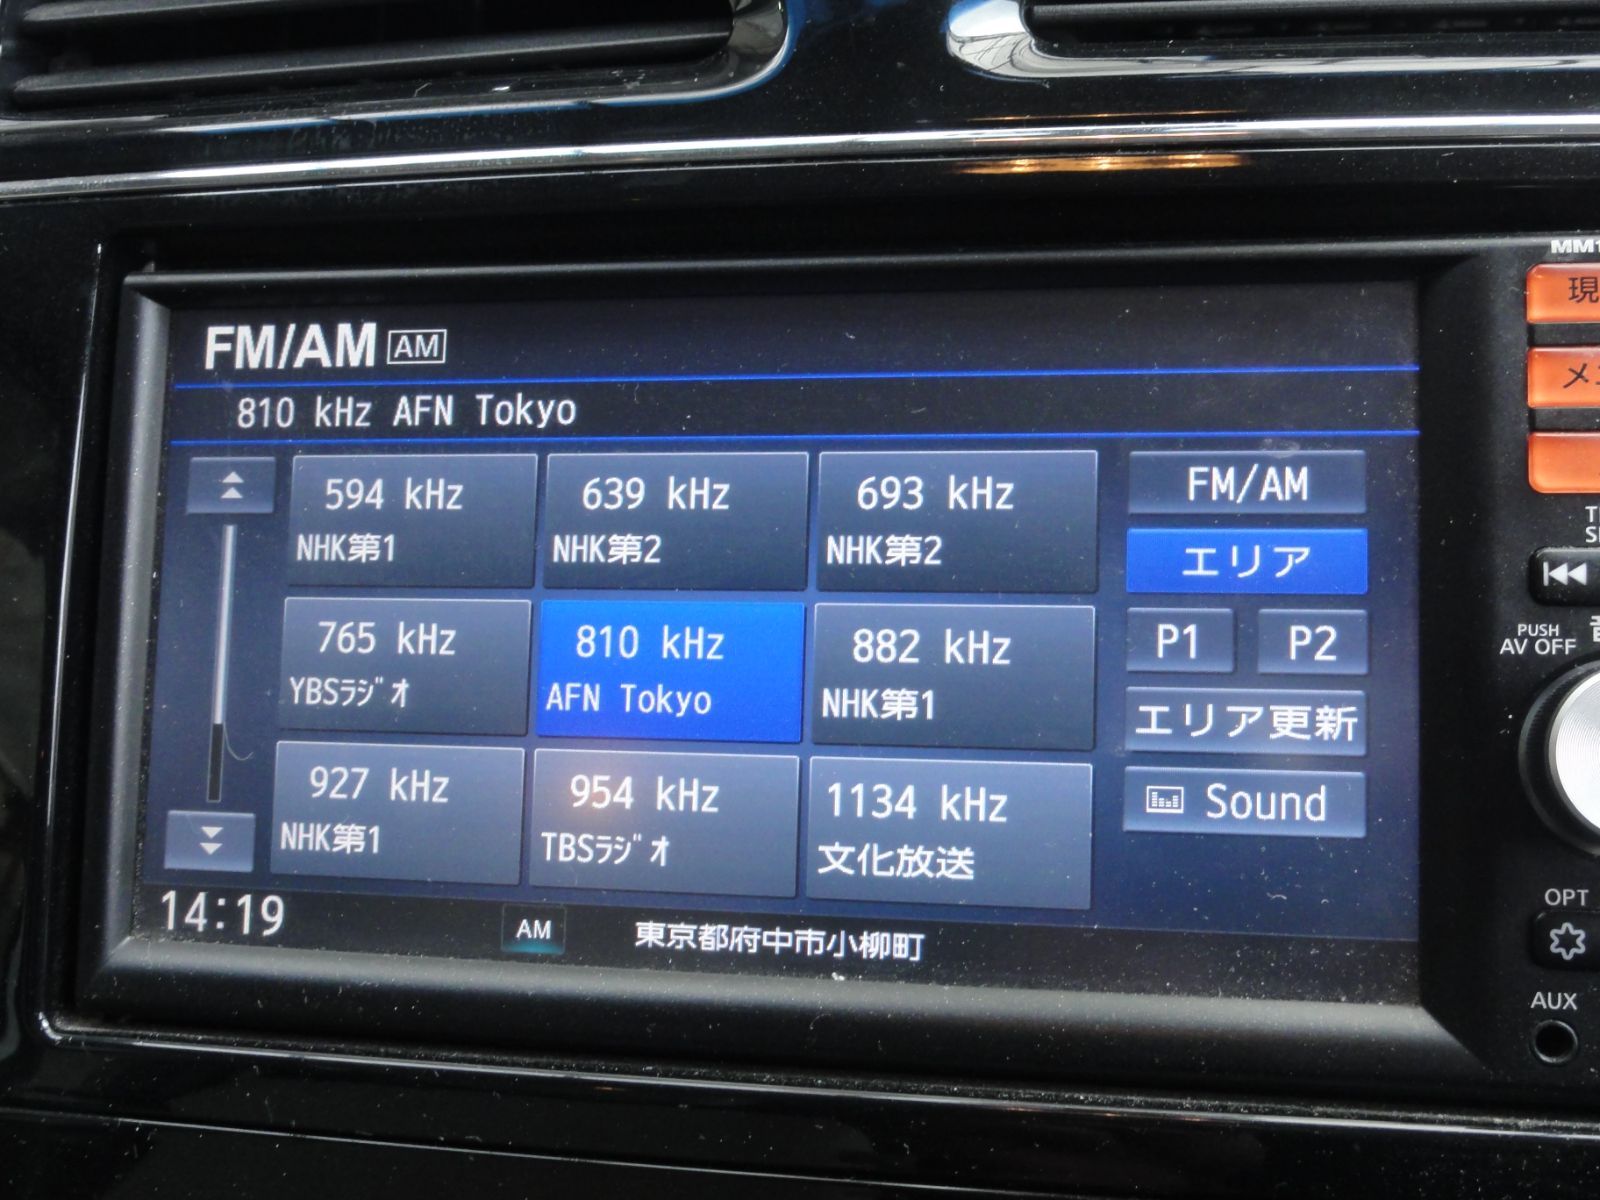 FM/AM AM
810 kHz AFN Tokyo
594 kHz
NHK第1
639 kHz
NHK第2
693 kHz
NHK第2
FM/AM
エリア
765 kHz
YBSﾗｼﾞｵ
810 kHz
AFN Tokyo
882 kHz
NHK第1
P1
P2
エリア更新
927 kHz
NHK第1
954 kHz
TBSﾗｼﾞｵ
1134 kHz
文化放送
Sound
14:19
AM
東京都府中市小柳町
現
PUSH
AV OFF
OPT
AUX